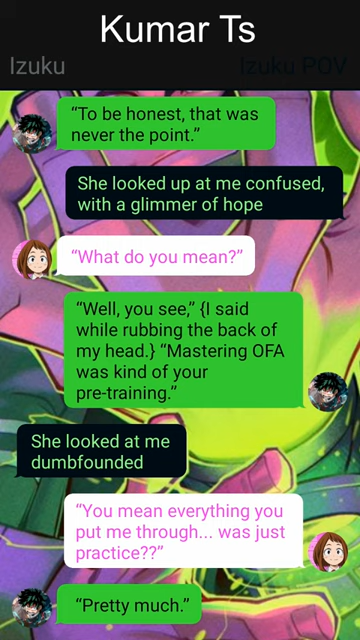 Kumar Ts
Izuku
Izuku POV
“To be honest, that was
never the point.”
She looked up at me confused,
with a glimmer of hope
“What do you mean?”
“Well, you see,” {I said
while rubbing the back of
my head.} “Mastering OFA
was kind of your
pre-training.”
She looked at me
dumbfounded
“You mean everything you
put me through... was just
practice??”
“Pretty much.”